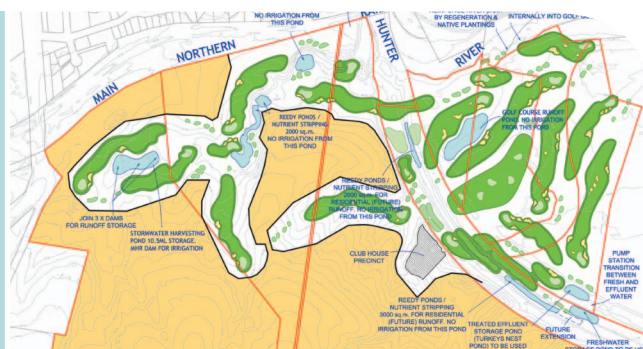 NO IRRIGATION FROM
THIS POND
HUNTER
RIVER
BY REGENERATION &
NATIVE PLANTINGS
INTERNALLY INTO GOLF
MAIN
NORTHERN
REEDY PONDS /
NUTRIENT STRIPPING
2000 sq.m.
NO IRRIGATION FROM
THIS POND
GOLF COURSE RUNOFF
POND. NO IRRIGATION
FROM THIS POND
REEDY PONDS /
NUTRIENT STRIPPING
2000 sq.m. FOR
RESIDENTIAL (FUTURE)
RUNOFF. NO IRRIGATION
FROM THIS POND
JOIN 3 X DAMS
FOR RUNOFF STORAGE
STORMWATER HARVESTING
POND 10.5ML STORAGE.
MHR DAM FOR IRRIGATION
CLUB HOUSE
PRECINCT
REEDY PONDS /
NUTRIENT STRIPPING
3000 sq.m. FOR RESIDENTIAL
(FUTURE) RUNOFF. NO
IRRIGATION FROM THIS POND
TREATED EFFLUENT
STORAGE POND
(TURKEYS NEST
POND) TO BE USED
FUTURE
EXTENSION
PUMP
STATION
TRANSITION
BETWEEN
FRESH AND
EFFLUENT
WATER
FRESHWATER